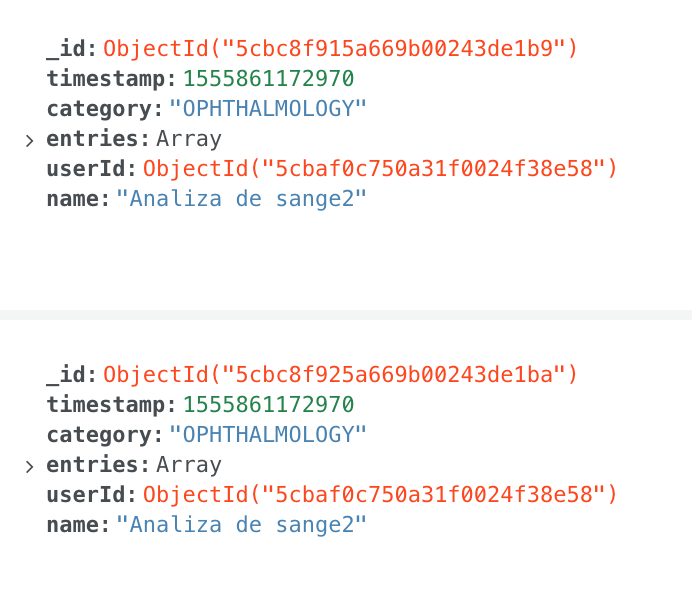 _id: ObjectId("5cbc8f915a669b00243de1b9")
timestamp: 1555861172970
category: "OPHTHALMOLOGY"
entries: Array
userId: ObjectId("5cbaf0c750a31f0024f38e58")
name: "Analiza de sange2"
_id: ObjectId("5cbc8f925a669b00243de1ba")
timestamp: 1555861172970
category: "OPHTHALMOLOGY"
entries: Array
userId: ObjectId("5cbaf0c750a31f0024f38e58")
name: "Analiza de sange2"